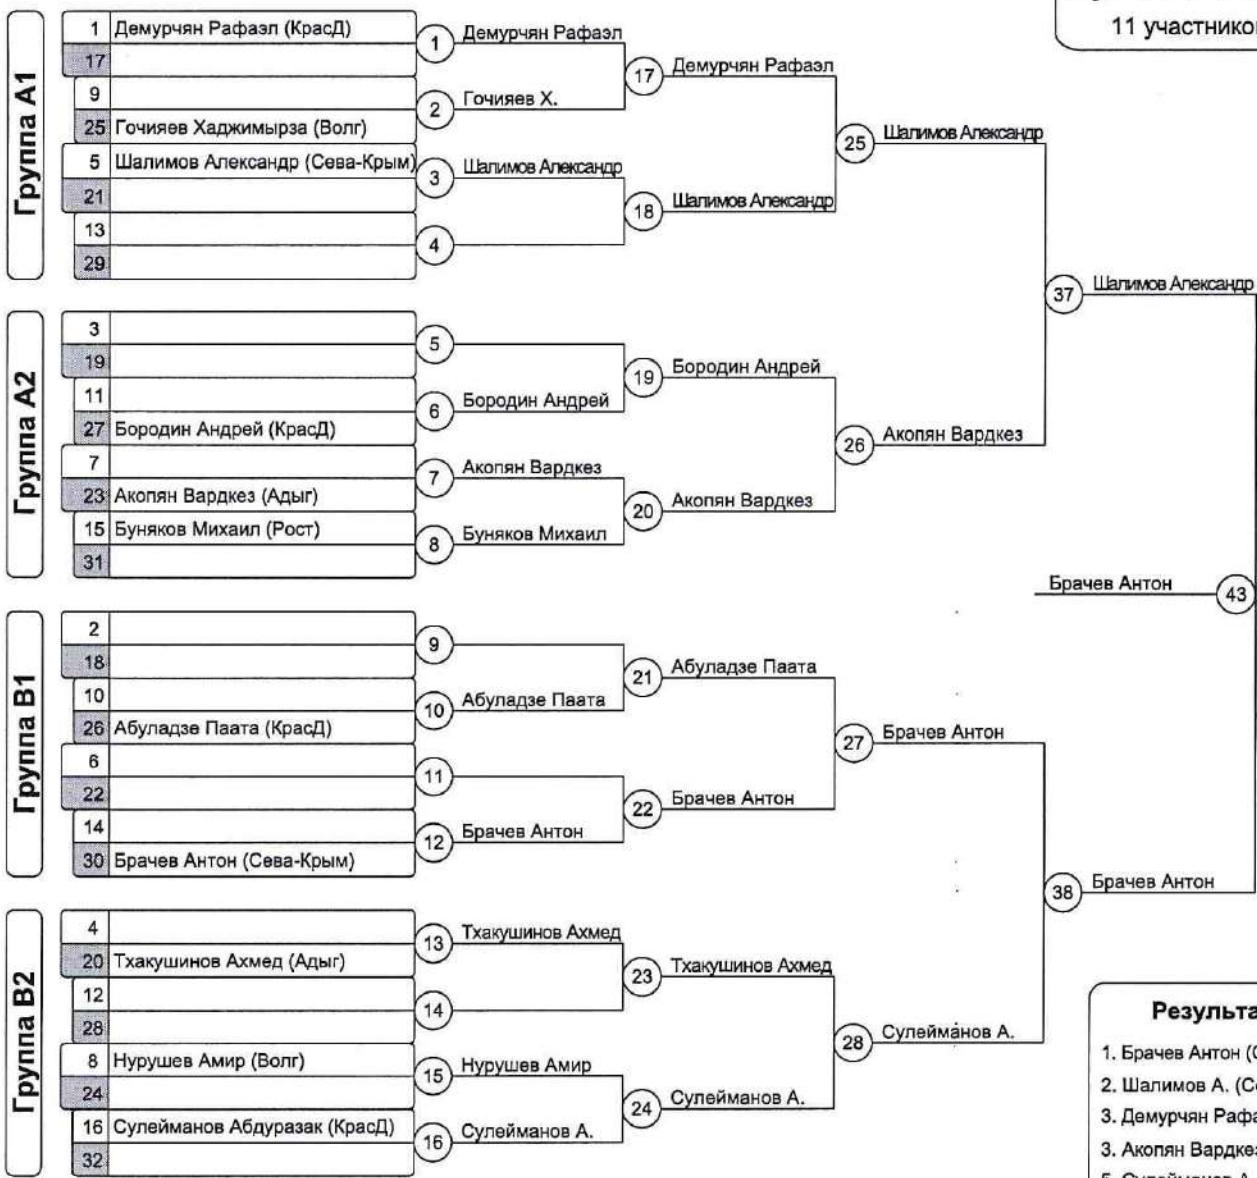 11 участников
Группа A1
1 Демурчян Рафаэл (КрасД)
17
9
25 Гочияев Хаджимырза (Волг)
5 Шалимов Александр (Сева-Крым)
21
13
29
1 Демурчян Рафаэл
2 Гочияев Х.
3 Шалимов Александр
4
17 Демурчян Рафаэл
18 Шалимов Александр
25 Шалимов Александр
Группа A2
3
19
11
27 Бородин Андрей (КрасД)
7
23 Акопян Вардкез (Адыг)
15 Буняков Михаил (Рост)
31
5
6 Бородин Андрей
7 Акопян Вардкез
8 Буняков Михаил
19 Бородин Андрей
20 Акопян Вардкез
26 Акопян Вардкез
37 Шалимов Александр
Группа B1
2
18
10
26 Абуладзе Паата (КрасД)
6
22
14
30 Брачев Антон (Сева-Крым)
9
10 Абуладзе Паата
11
12 Брачев Антон
21 Абуладзе Паата
22 Брачев Антон
27 Брачев Антон
Брачев Антон 43
Группа B2
4
20 Тхакушинов Ахмед (Адыг)
12
28
8 Нурушев Амир (Волг)
24
16 Сулейманов Абдуразак (КрасД)
32
13 Тхакушинов Ахмед
14
15 Нурушев Амир
16 Сулейманов А.
23 Тхакушинов Ахмед
24 Сулейманов А.
28 Сулейманов А.
38 Брачев Антон
Результа
1. Брачев Антон (
2. Шалимов А. (Се
3. Демурчян Рафа
3. Акопян Вардкез